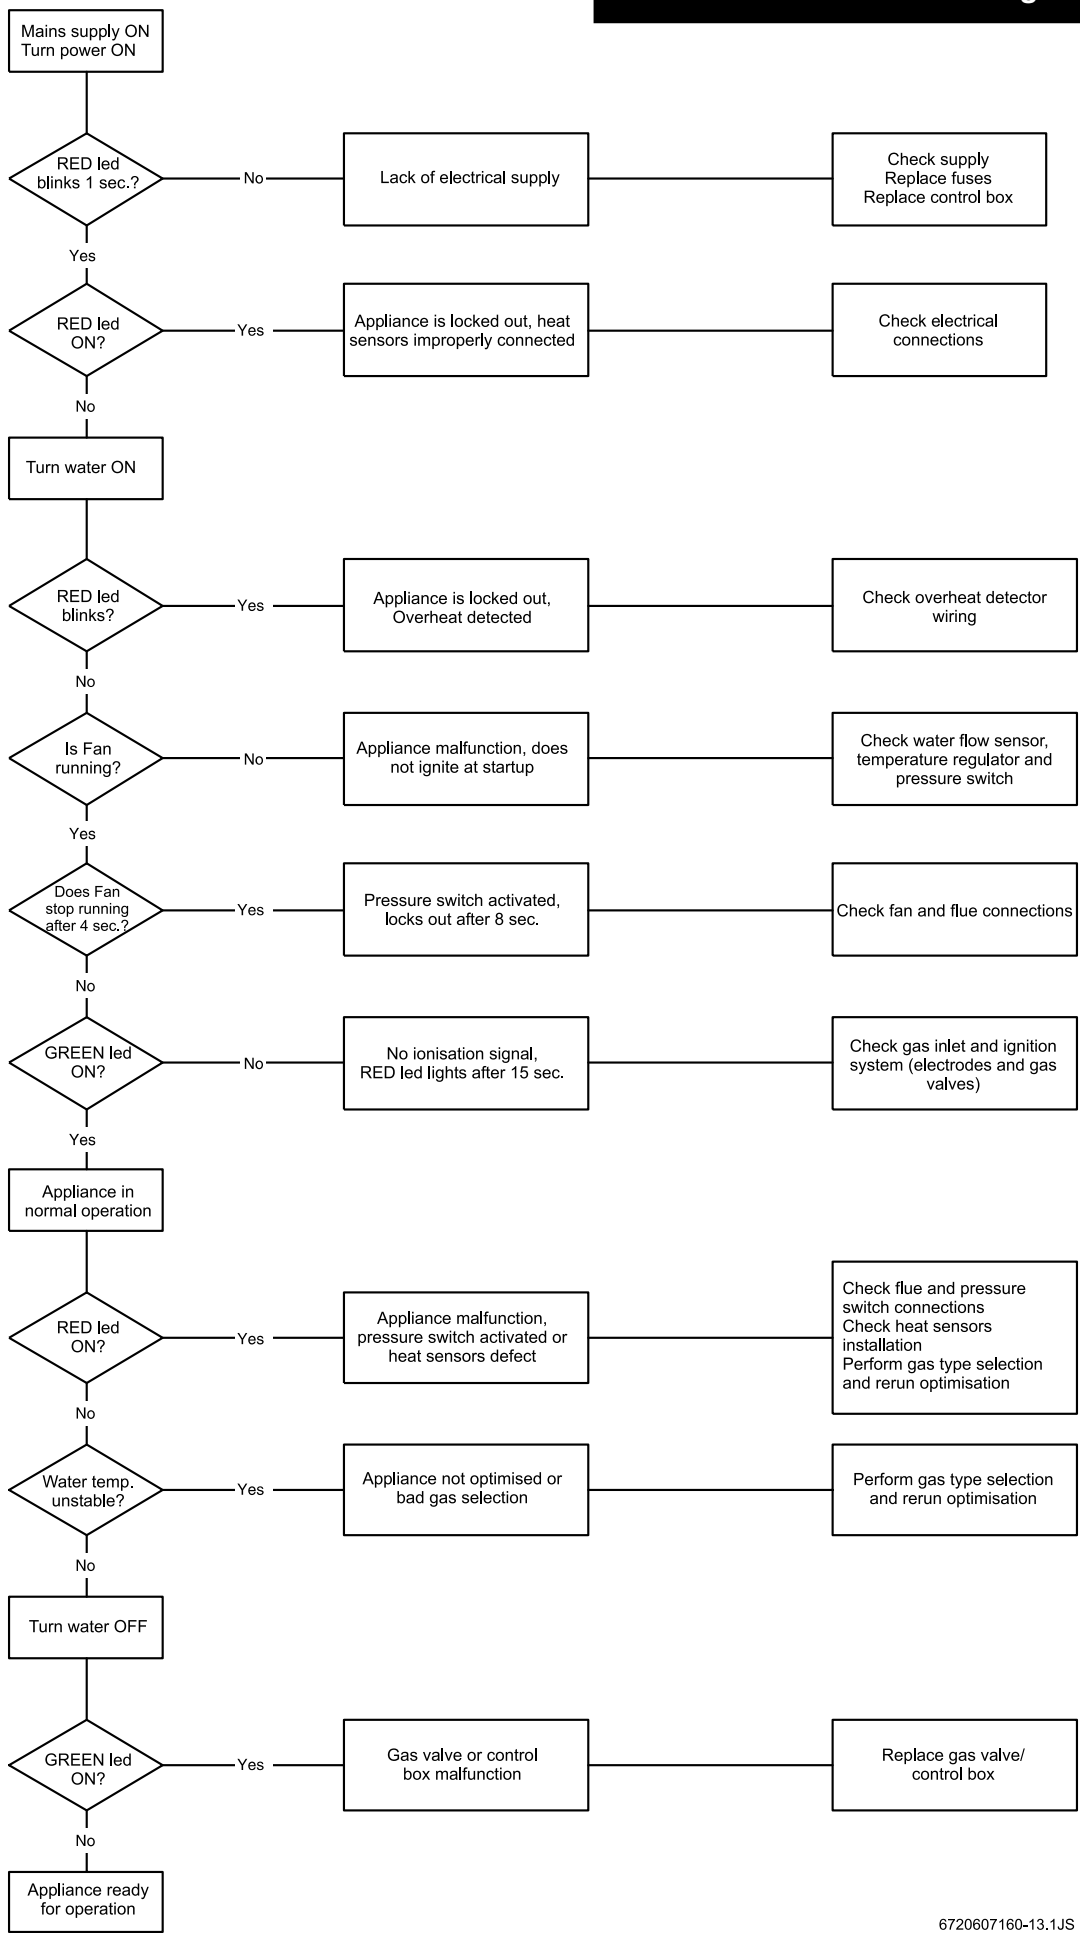 Mains supply ON
Turn power ON
RED led
blinks 1 sec.?
No
Lack of electrical supply
Check supply
Replace fuses
Replace control box
Yes
RED led
ON?
Yes
Appliance is locked out, heat
sensors improperly connected
Check electrical
connections
No
Turn water ON
RED led
blinks?
Yes
Appliance is locked out,
Overheat detected
Check overheat detector
wiring
No
Is Fan
running?
No
Appliance malfunction, does
not ignite at startup
Check water flow sensor,
temperature regulator and
pressure switch
Yes
Does Fan
stop running
after 4 sec.?
Yes
Pressure switch activated,
locks out after 8 sec.
Check fan and flue connections
No
GREEN led
ON?
No
No ionisation signal,
RED led lights after 15 sec.
Check gas inlet and ignition
system (electrodes and gas
valves)
Yes
Appliance in
normal operation
RED led
ON?
Yes
Appliance malfunction,
pressure switch activated or
heat sensors defect
Check flue and pressure
switch connections
Check heat sensors
installation
Perform gas type selection
and rerun optimisation
No
Water temp.
unstable?
Yes
Appliance not optimised or
bad gas selection
Perform gas type selection
and rerun optimisation
No
Turn water OFF
GREEN led
ON?
Yes
Gas valve or control
box malfunction
Replace gas valve/
control box
No
Appliance ready
for operation
6720607160-13.1JS